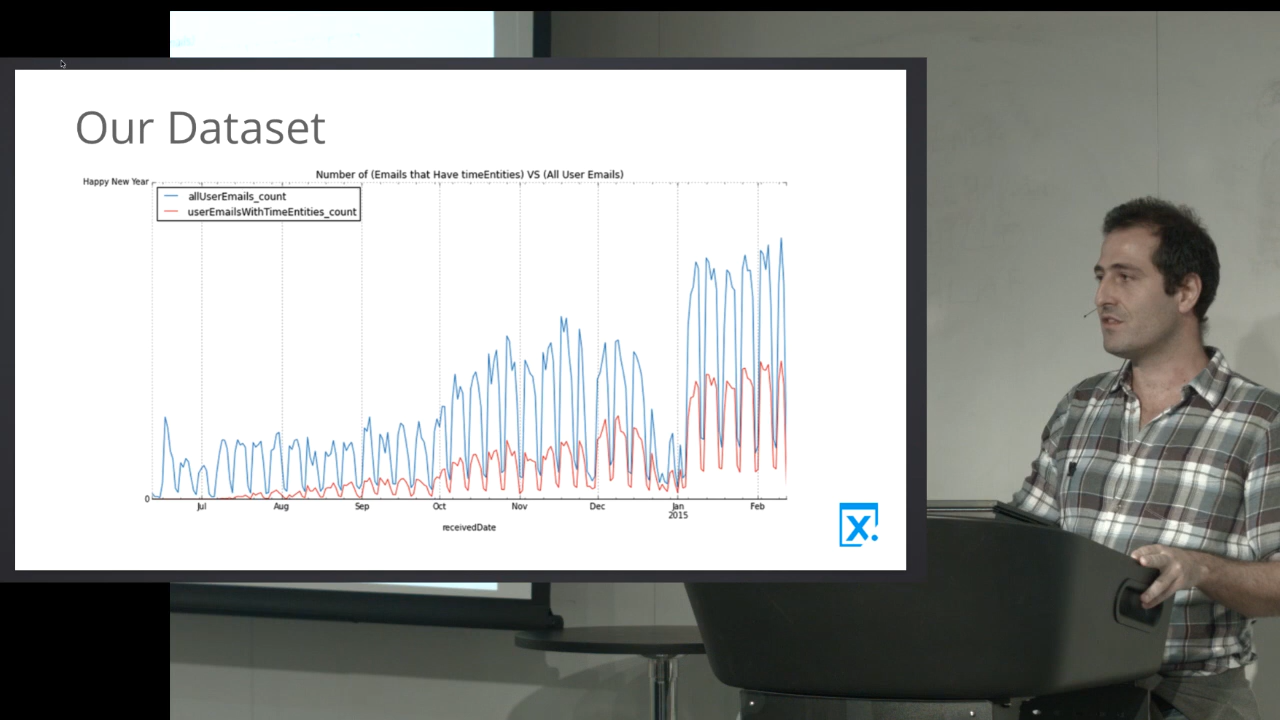 Our Dataset
Number of (Emails that Have timeEntities) VS (All User Emails)
Happy New Year
allUserEmails_count
userEmailsWithTimeEntities_count
0
Jul Aug Sep Oct Nov Dec Jan Feb
2015
receivedDate
X.